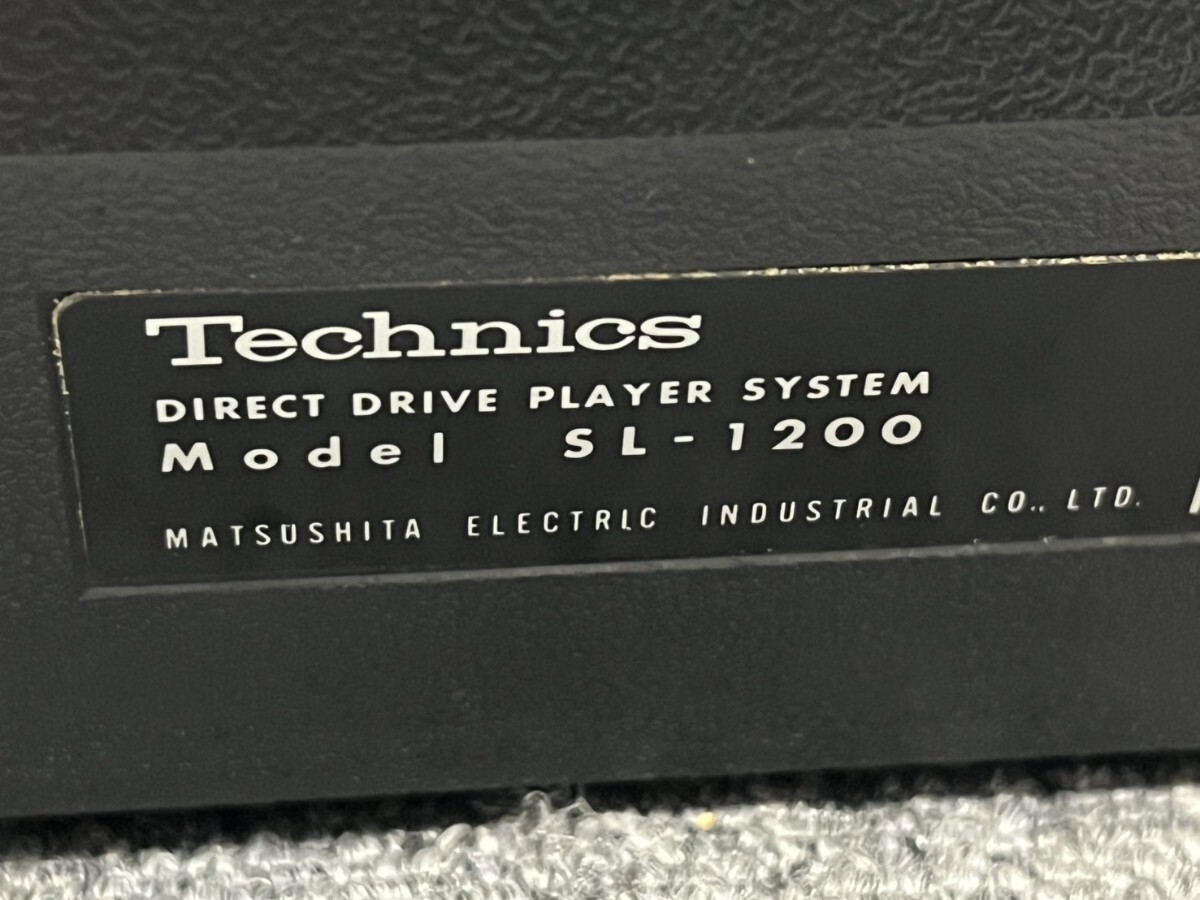 Technics
DIRECT DRIVE PLAYER SYSTEM
Model SL-1200
MATSUSHITA ELECTRIC INDUSTRIAL CO., LTD.